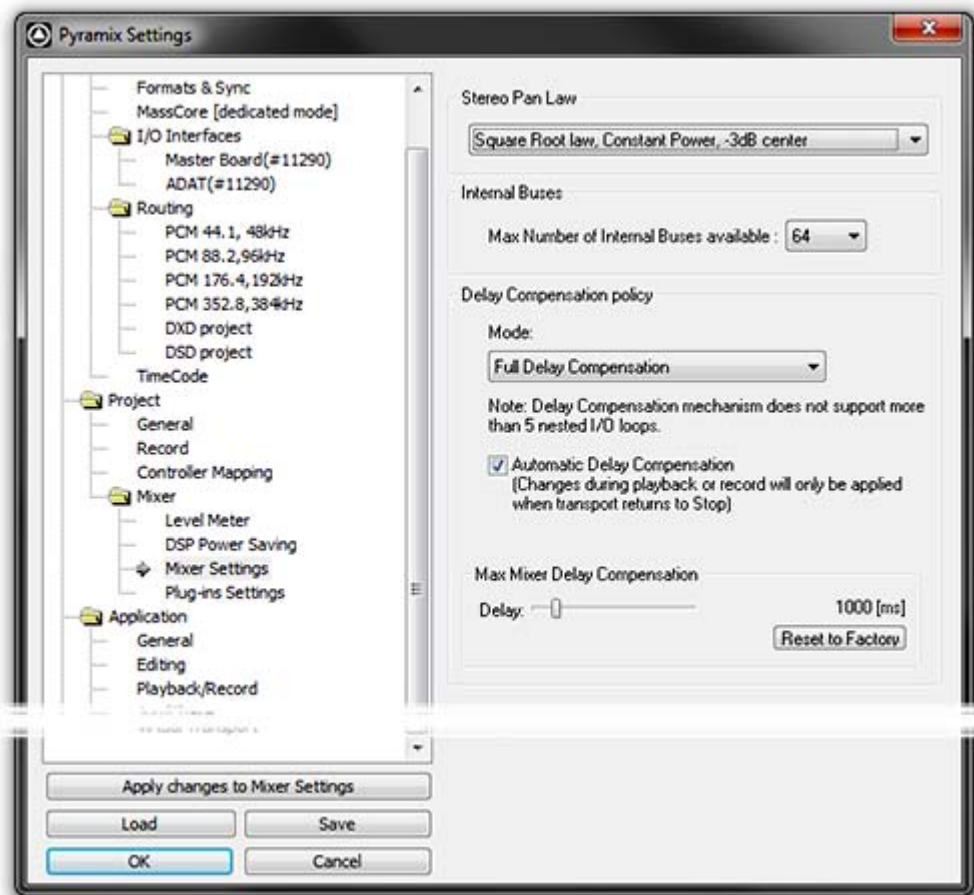 Pyramix Settings
Formats & Sync
MassCore [dedicated mode]
I/O Interfaces
Master Board(#11290)
ADAT(#11290)
Routing
PCM 44.1, 48kHz
PCM 88.2,96kHz
PCM 176.4,192kHz
PCM 352.8,384kHz
DXD project
DSD project
TimeCode
Project
General
Record
Controller Mapping
Mixer
Level Meter
DSP Power Saving
Mixer Settings
Plug-ins Settings
Application
General
Editing
Playback/Record
Apply changes to Mixer Settings
Load
Save
OK
Cancel
Stereo Pan Law
Square Root law, Constant Power, -3dB center
Internal Buses
Max Number of Internal Buses available :
64
Delay Compensation policy
Mode:
Full Delay Compensation
Note: Delay Compensation mechanism does not support more
than 5 nested I/O loops.
Automatic Delay Compensation
(Changes during playback or record will only be applied
when transport returns to Stop)
Max Mixer Delay Compensation
Delay:
1000 [ms]
Reset to Factory